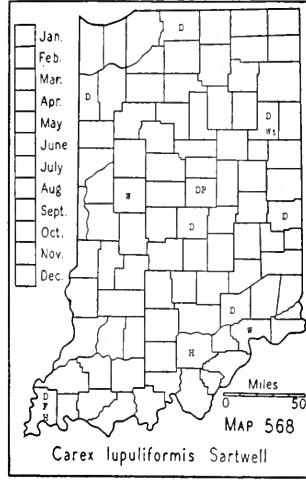 Jan.
Feb.
Mar.
Apr.
May
June
July
Aug
Sept.
Oct.
Nov.
Dec.
D
D
D
W1
W
DP
D
D
D
W
H
D
P
H
Miles
0 50
MAP 568
Carex lupuliformis Sartwell